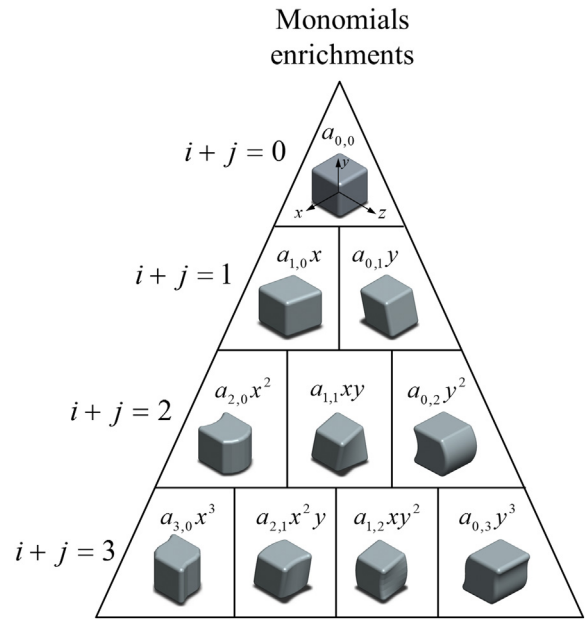 Monomials
enrichments
i + j = 0
a₀,₀
y
x
z
i + j = 1
a₁,₀x
a₀,₁y
i + j = 2
a₂,₀x²
a₁,₁xy
a₀,₂y²
i + j = 3
a₃,₀x³
a₂,₁x²y
a₁,₂xy²
a₀,₃y³